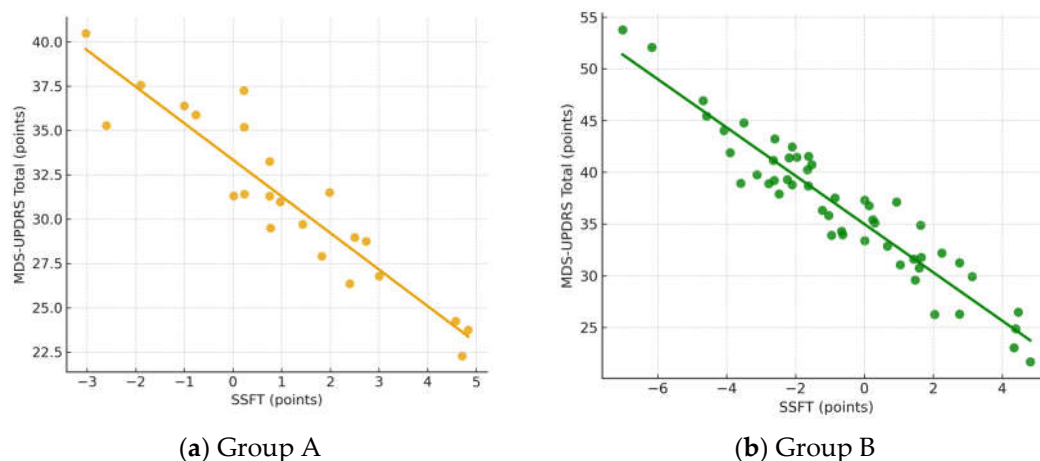 40.0
37.5
35.0
32.5
30.0
27.5
25.0
22.5
MDS-UPDRS Total (points)
−3 −2 −1 0 1 2 3 4 5
SSFT (points)
(a) Group A
55
50
45
40
35
30
25
MDS-UPDRS Total (points)
−6 −4 −2 0 2 4
SSFT (points)
(b) Group B